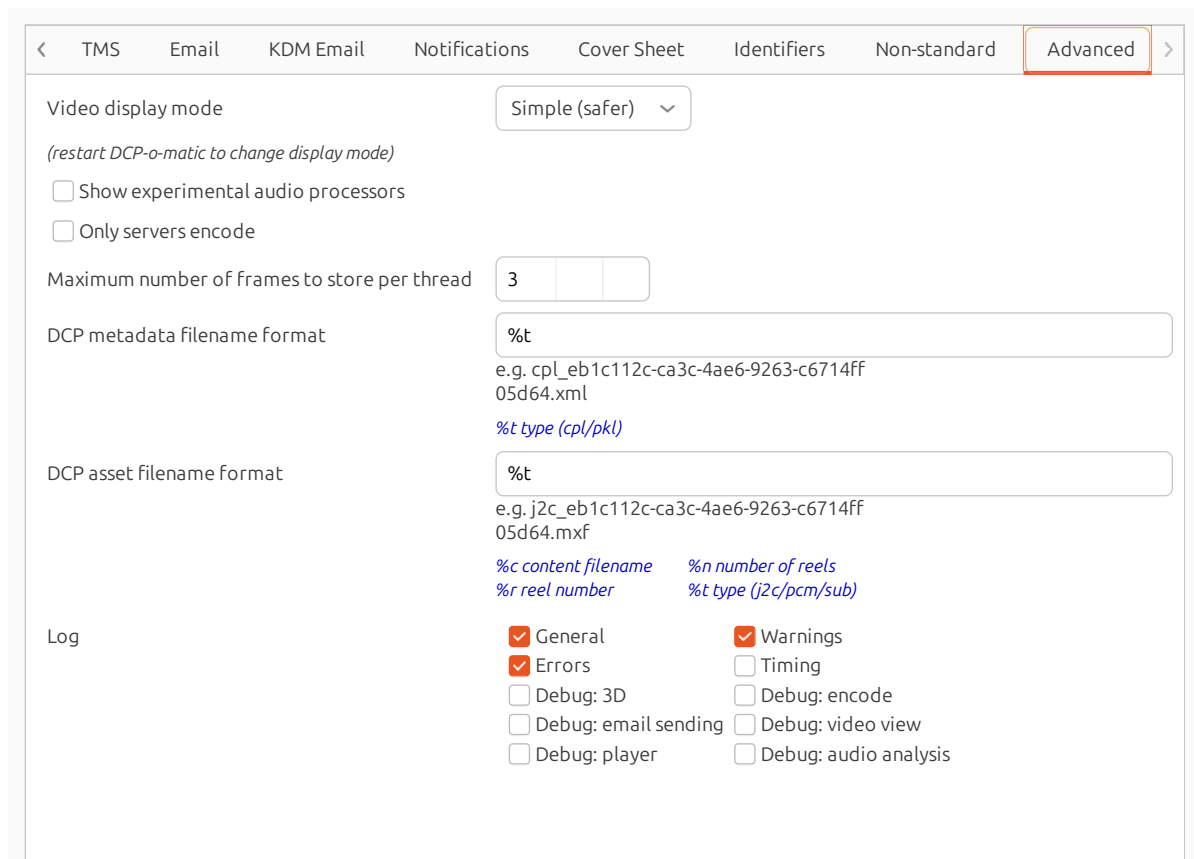 TMS Email KDM Email Notifications Cover Sheet Identifiers Non-standard Advanced
Video display mode Simple (safer)
(restart DCP-o-matic to change display mode)
Show experimental audio processors
Only servers encode
Maximum number of frames to store per thread 3
DCP metadata filename format %t
e.g. cpl_eb1c112c-ca3c-4ae6-9263-c6714ff
05d64.xml
%t type (cpl/pkl)
DCP asset filename format %t
e.g. j2c_eb1c112c-ca3c-4ae6-9263-c6714ff
05d64.mxf
%c content filename %n number of reels
%r reel number %t type (j2c/pcm/sub)
Log General Warnings
Errors Timing
Debug: 3D Debug: encode
Debug: email sending Debug: video view
Debug: player Debug: audio analysis